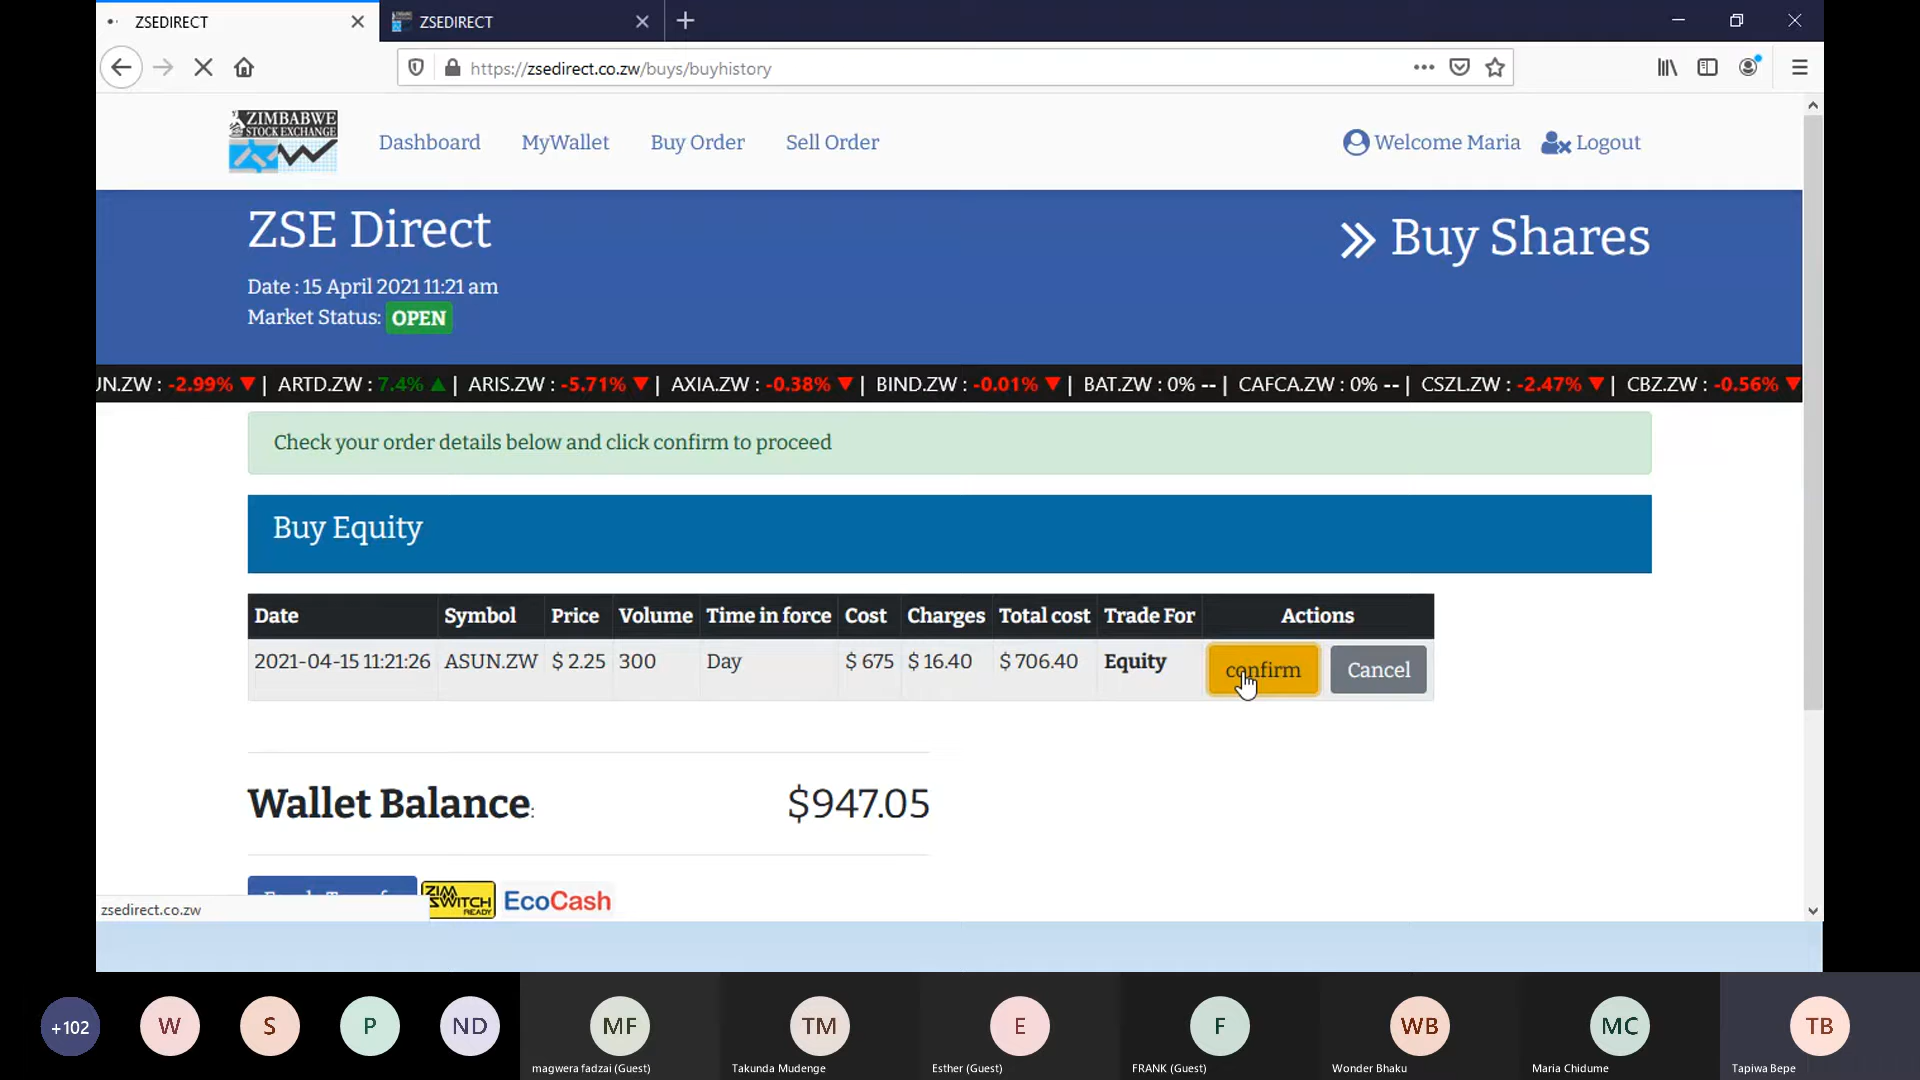 ZSEDIRECT
ZSEDIRECT
https://zsedirect.co.zw/buys/buyhistory
ZIMBABWE
STOCK EXCHANGE
Dashboard
MyWallet
Buy Order
Sell Order
Welcome Maria
Logout
ZSE Direct
Buy Shares
Date : 15 April 2021 11:21 am
Market Status: OPEN
UN.ZW : -2.99% ▼ | ARTD.ZW : 7.4% ▲ | ARIS.ZW : -5.71% ▼ | AXIA.ZW : -0.38% ▼ | BIND.ZW : -0.01% ▼ | BAT.ZW : 0% -- | CAFCA.ZW : 0% -- | CSZL.ZW : -2.47% ▼ | CBZ.ZW : -0.56% ▼
Check your order details below and click confirm to proceed
Buy Equity
Date Symbol Price Volume Time in force Cost Charges Total cost Trade For Actions
2021-04-15 11:21:26 ASUN.ZW $ 2.25 300 Day $ 675 $ 16.40 $ 706.40 Equity confirm Cancel
Wallet Balance: $947.05
ZIM SWITCH READY
EcoCash
zsedirect.co.zw
+102 W S P ND MF TM E F WB MC TB
magwera fadzai (Guest) Takunda Mudenge Esther (Guest) FRANK (Guest) Wonder Bhaku Maria Chidume Tapiwa Bepe